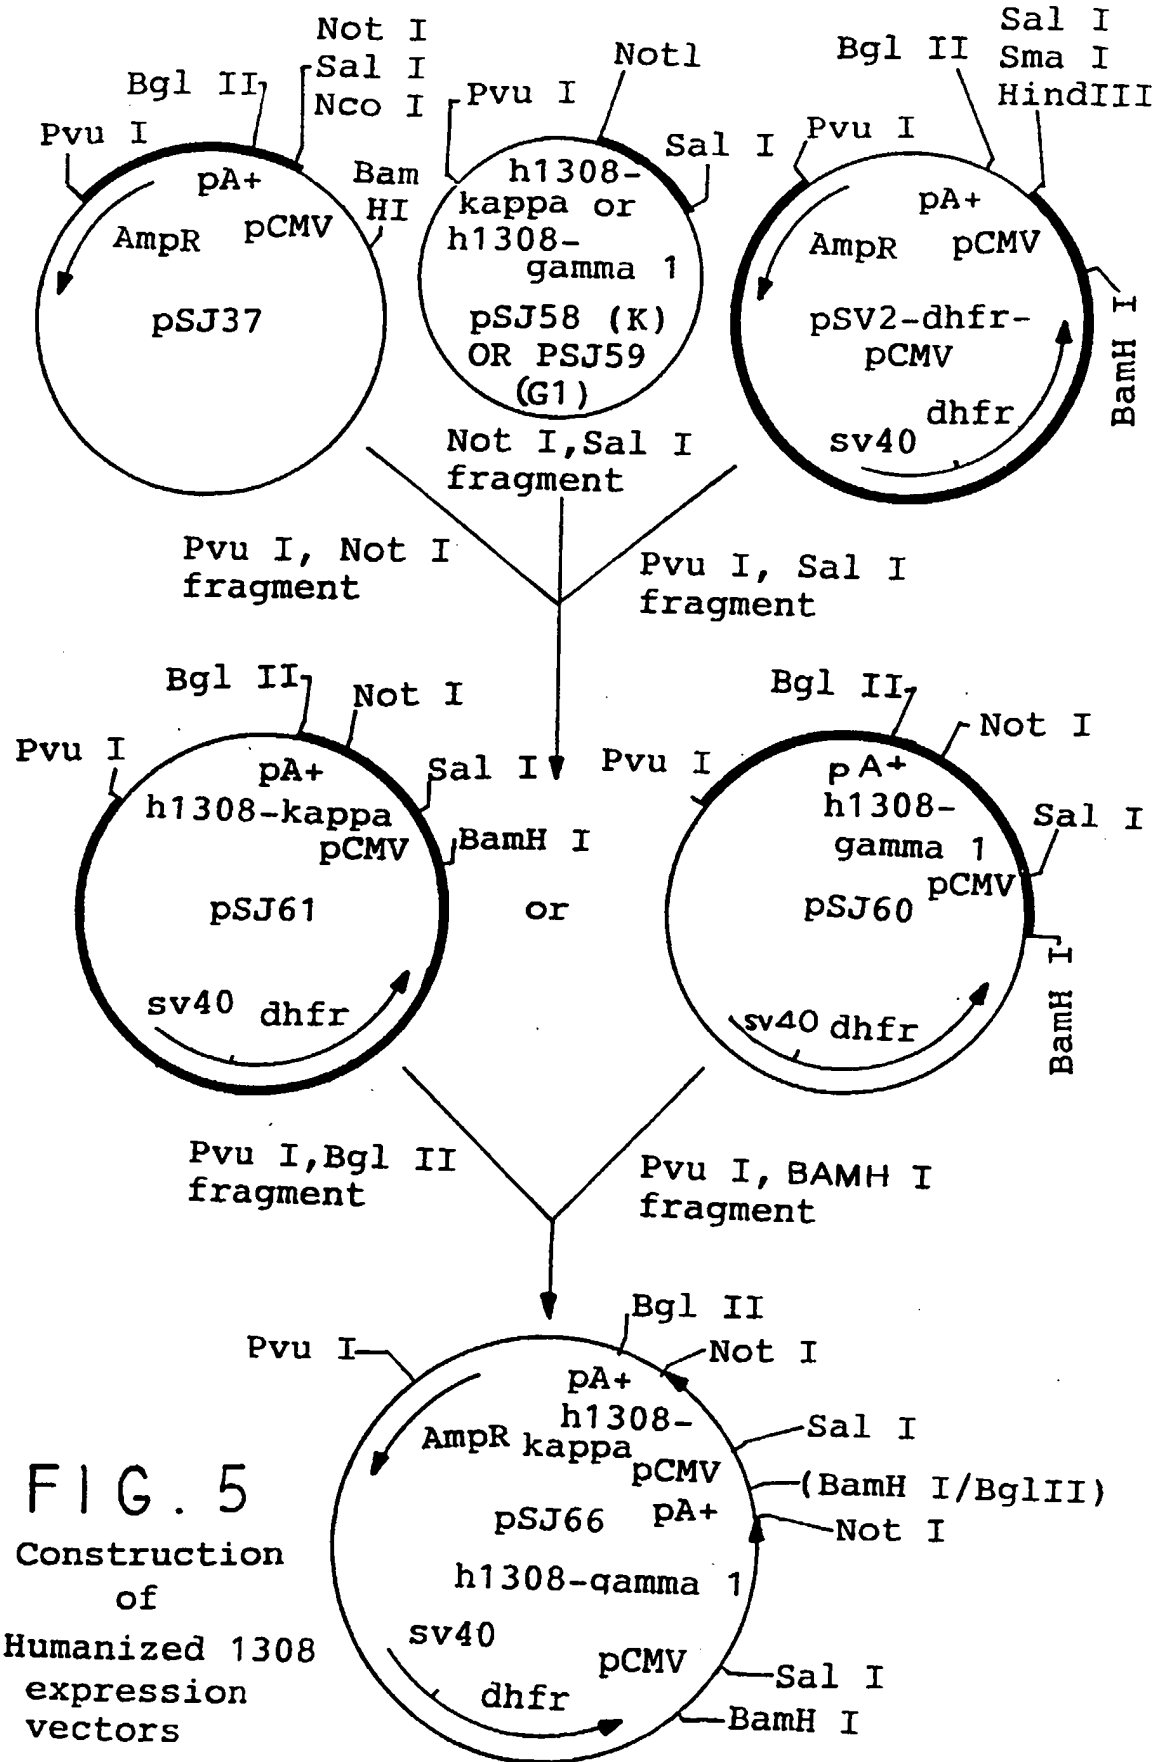 Not I
Sal I
Nco I
Bgl II
Pvu I
pA+
pCMV
AmpR
Bam
HI
pSJ37
Pvu I
Not1
Sal I
h1308-
kappa or
h1308-
gamma 1
pSJ58 (K)
OR PSJ59
(G1)
Sal I
Sma I
HindIII
Bgl II
Pvu I
pA+
AmpR
pCMV
pSV2-dhfr-
pCMV
BamH I
dhfr
sv40
Not I,Sal I
fragment
Pvu I, Not I
fragment
Pvu I, Sal I
fragment
Bgl II
Not I
Pvu I
pA+
Sal I
h1308-kappa
pCMV
BamH I
pSJ61
sv40
dhfr
or
Bgl II
Not I
Pvu I
pA+
h1308-
gamma 1
Sal I
pCMV
pSJ60
BamH I
sv40
dhfr
Pvu I,Bgl II
fragment
Pvu I, BAMH I
fragment
Bgl II
Pvu I
Not I
pA+
h1308-
kappa
AmpR
Sal I
pCMV
(BamH I/BglII)
pSJ66
pA+
Not I
h1308-gamma 1
sv40
pCMV
Sal I
dhfr
BamH I
FIG. 5
Construction
of
Humanized 1308
expression
vectors